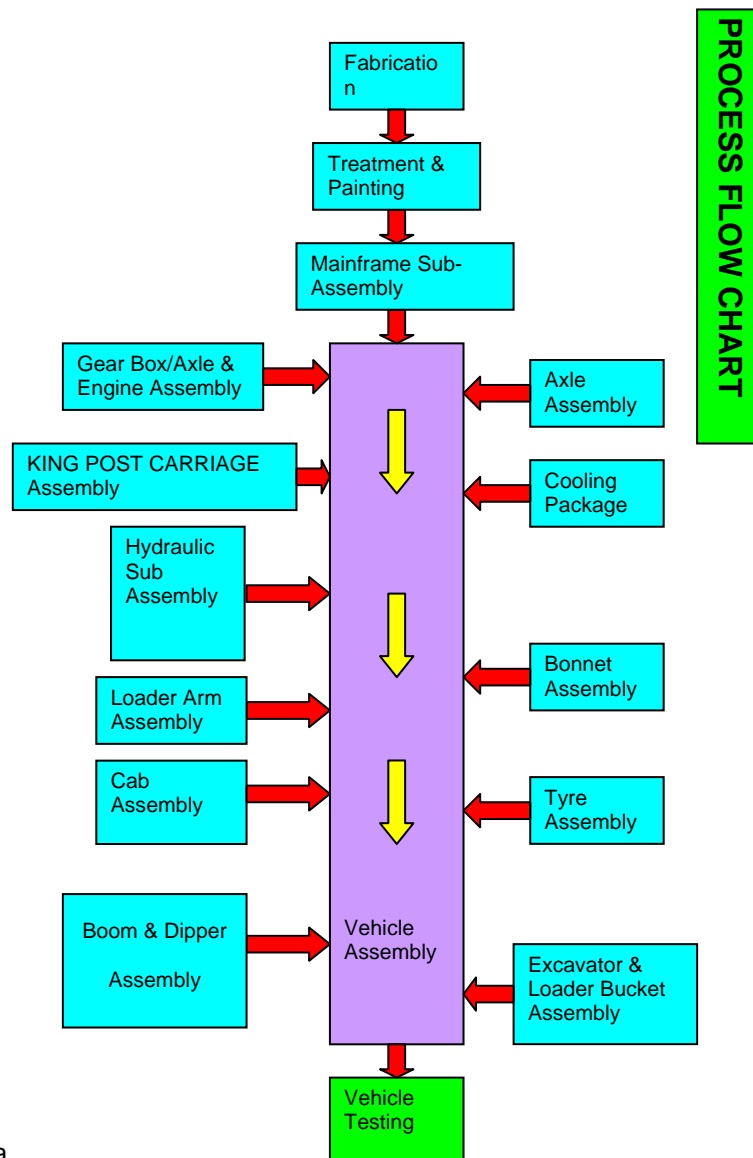 PROCESS FLOW CHART
Fabricatio
n
Treatment &
Painting
Mainframe Sub-
Assembly
Gear Box/Axle &
Engine Assembly
Axle
Assembly
KING POST CARRIAGE
Assembly
Cooling
Package
Hydraulic
Sub
Assembly
Bonnet
Assembly
Loader Arm
Assembly
Cab
Assembly
Tyre
Assembly
Boom & Dipper
Assembly
Vehicle
Assembly
Excavator &
Loader Bucket
Assembly
Vehicle
Testing
a